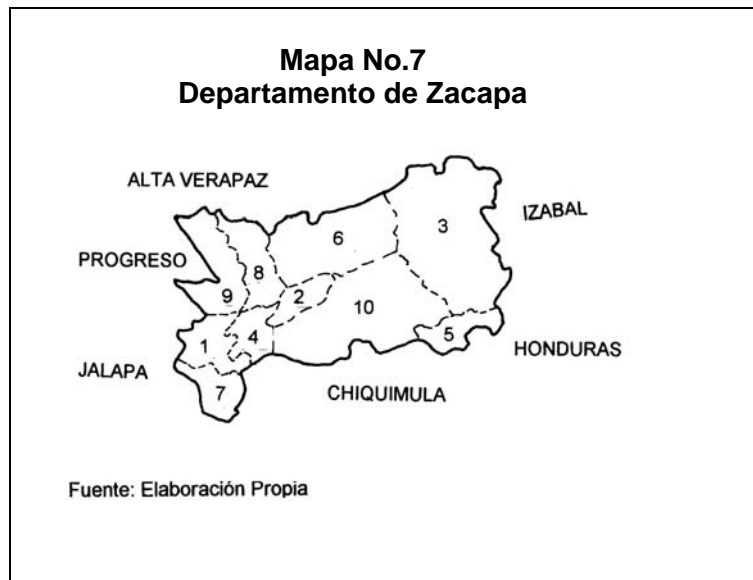 Mapa No.7
Departamento de Zacapa
ALTA VERAPAZ
IZABAL
3
6
PROGRESO
8
9
2
10
1
4
5
HONDURAS
JALAPA
7
CHIQUIMULA
Fuente: Elaboración Propia